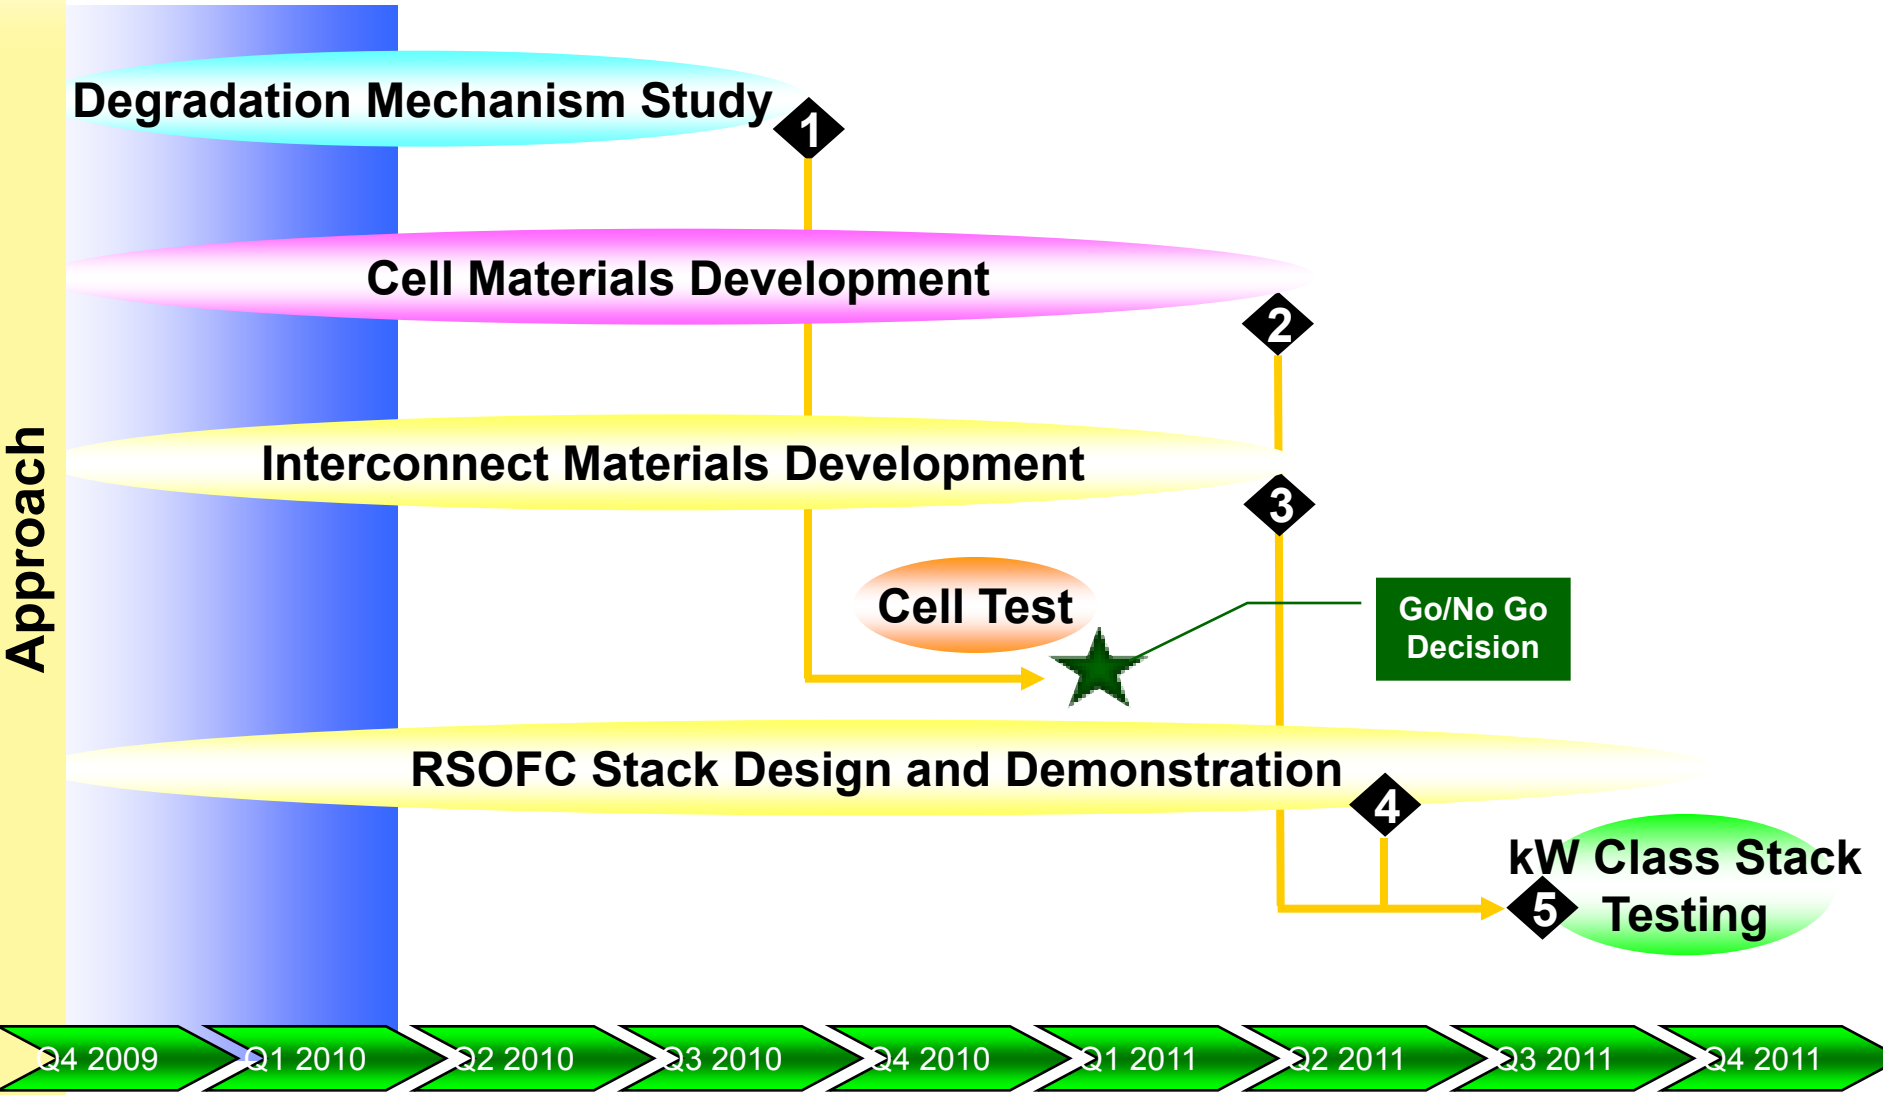 Approach
Degradation Mechanism Study
1
Cell Materials Development
2
Interconnect Materials Development
3
Cell Test
Go/No Go
Decision
RSOFC Stack Design and Demonstration
4
kW Class Stack
5 Testing
Q4 2009 Q1 2010 Q2 2010 Q3 2010 Q4 2010 Q1 2011 Q2 2011 Q3 2011 Q4 2011